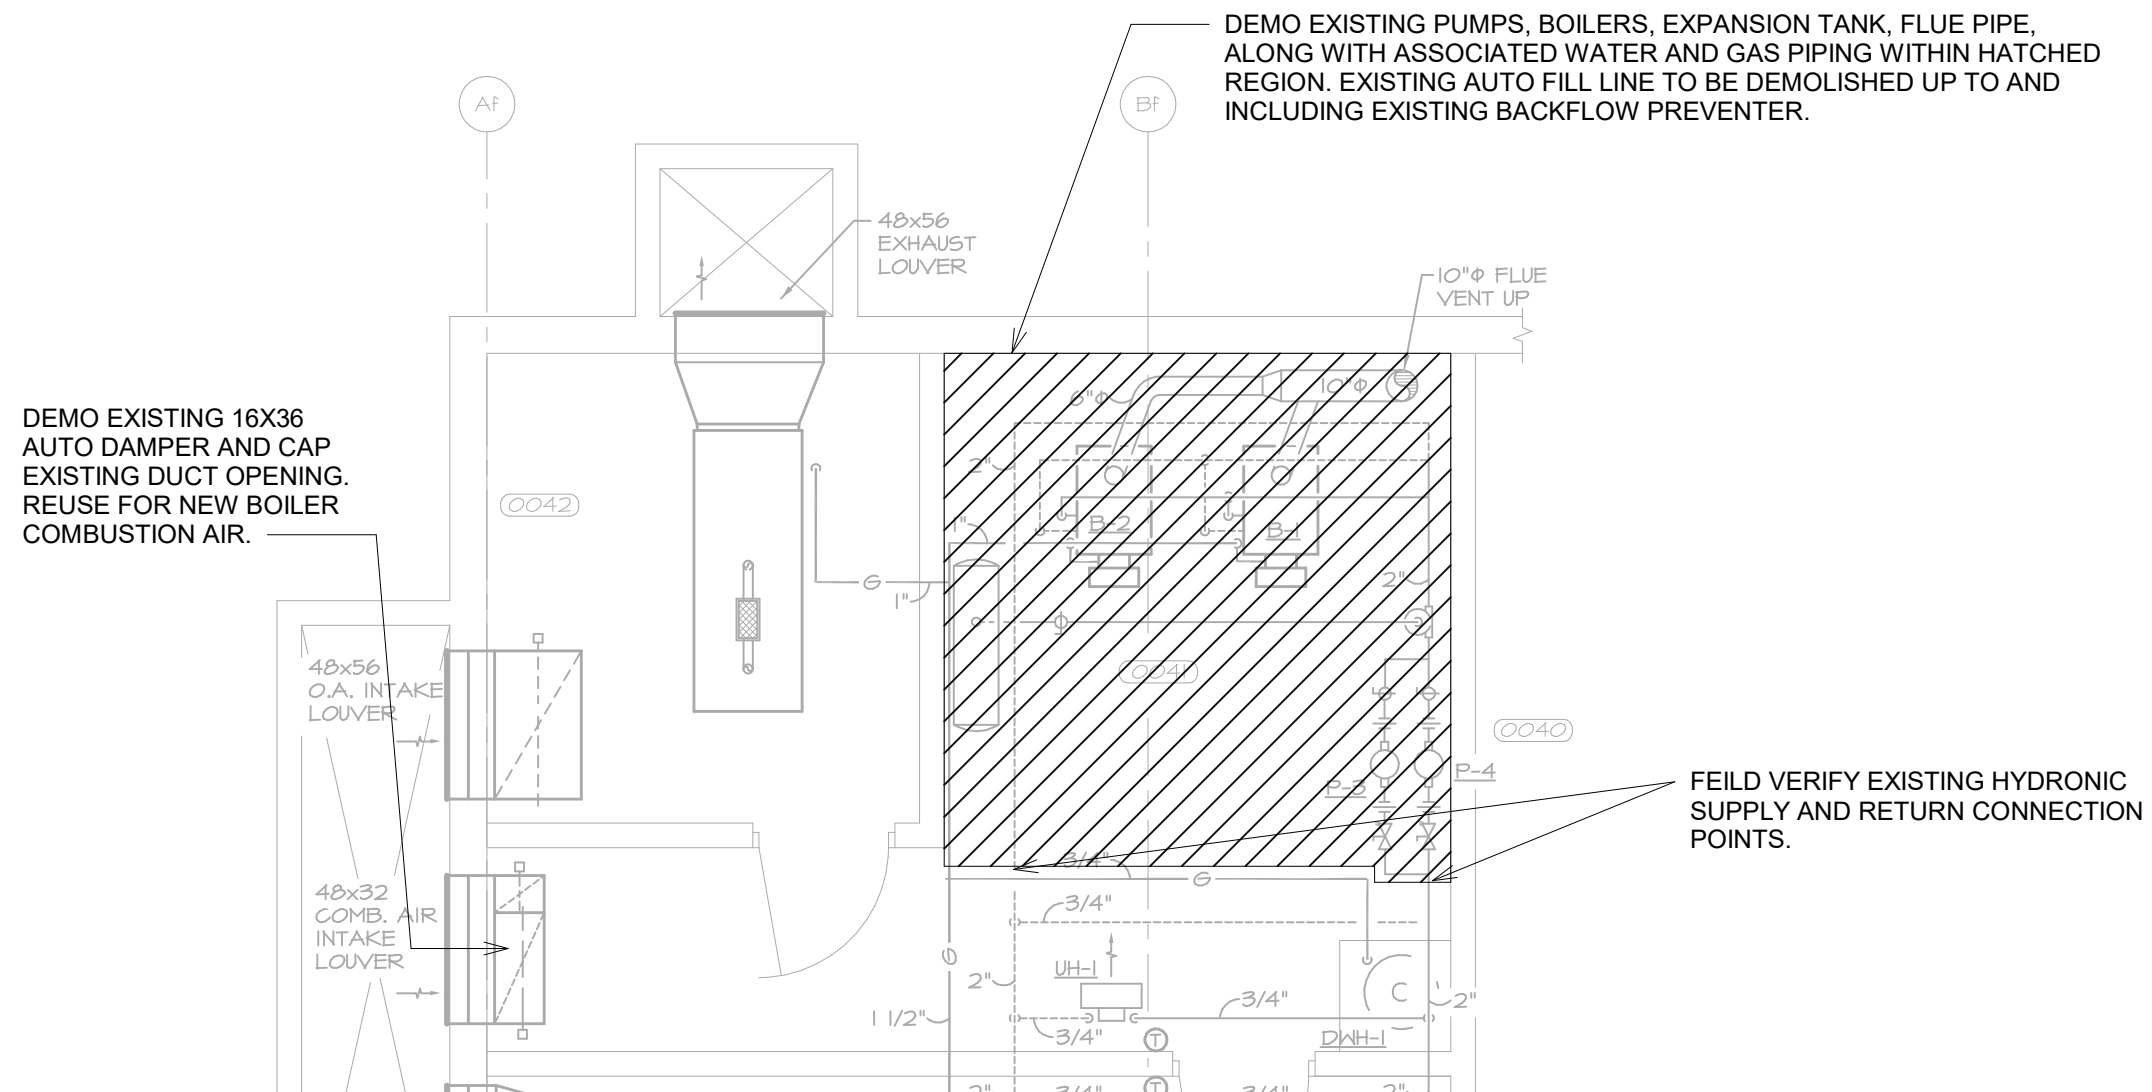 DEMO EXISTING PUMPS, BOILERS, EXPANSION TANK, FLUE PIPE,
ALONG WITH ASSOCIATED WATER AND GAS PIPING WITHIN HATCHED
REGION. EXISTING AUTO FILL LINE TO BE DEMOLISHED UP TO AND
INCLUDING EXISTING BACKFLOW PREVENTER.
Af
Bf
48x56
EXHAUST
LOUVER
10"Φ FLUE
VENT UP
6"Φ
10"Φ
DEMO EXISTING 16X36
AUTO DAMPER AND CAP
EXISTING DUCT OPENING.
REUSE FOR NEW BOILER
COMBUSTION AIR.
0042
2"
B-2
B-1
1"
G
1"
2"
48x56
O.A. INTAKE
LOUVER
0041
0040
P-3
P-4
FEILD VERIFY EXISTING HYDRONIC
SUPPLY AND RETURN CONNECTION
POINTS.
3/4"
G
48x32
COMB. AIR
INTAKE
LOUVER
3/4"
G
UH-1
2"
C
3/4"
2"
1 1/2"
3/4"
T
DWH-1
2"
3/4"
T
3/4"
2"